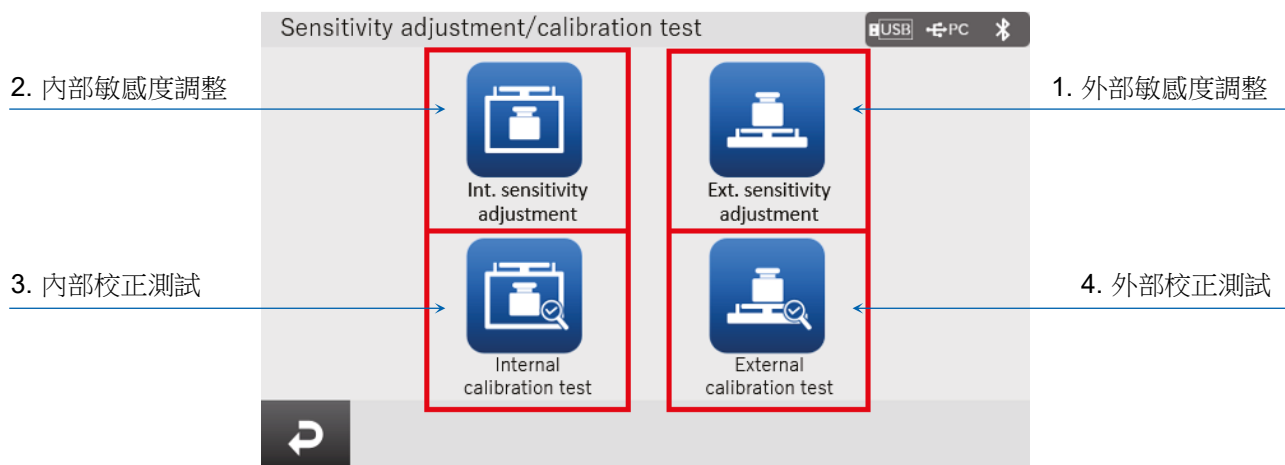 Sensitivity adjustment/calibration test
USB PC
2. 內部敏感度調整
1. 外部敏感度調整
Int. sensitivity
adjustment
Ext. sensitivity
adjustment
3. 內部校正測試
4. 外部校正測試
Internal
calibration test
External
calibration test